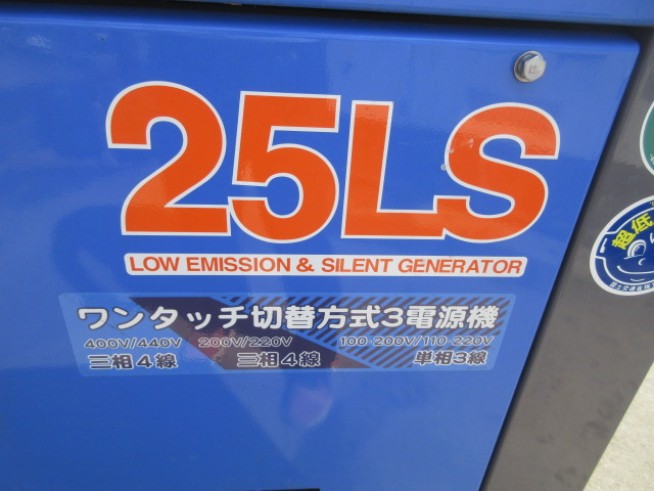 25LS
LOW EMISSION & SILENT GENERATOR
ワンタッチ切替方式3電源機
400V/440V 200V/220V 100-200V/110-220V
三相4線 三相4線 単相3線
超低